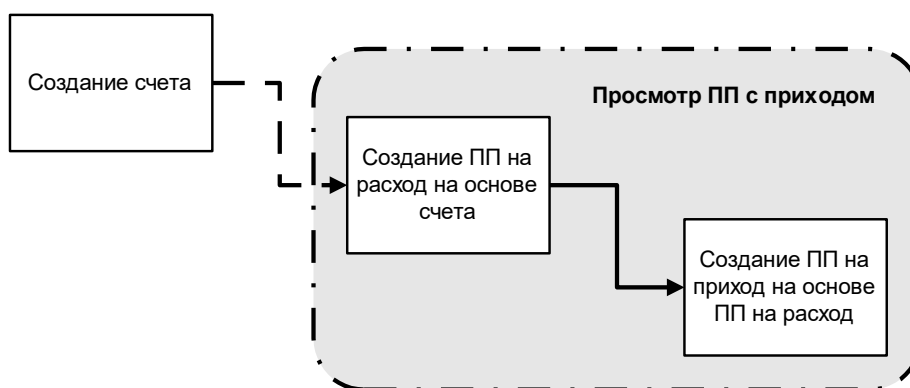 Создание счета
Просмотр ПП с приходом
Создание ПП на
расход на основе
счета
Создание ПП на
приход на основе
ПП на расход